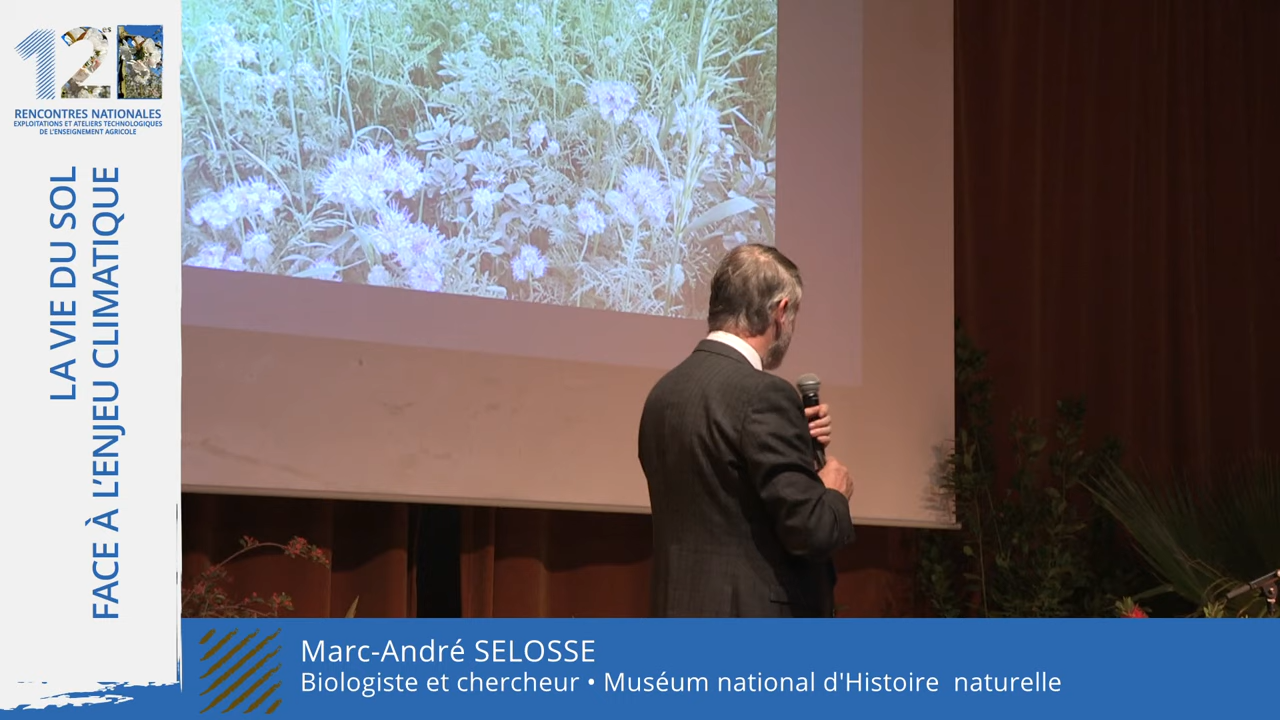 12es
RENCONTRES NATIONALES
EXPLOITATIONS ET ATELIERS TECHNOLOGIQUES
DE L'ENSEIGNEMENT AGRICOLE
LA VIE DU SOL
FACE À L'ENJEU CLIMATIQUE
Marc-André SELOSSE
Biologiste et chercheur • Muséum national d'Histoire  naturelle